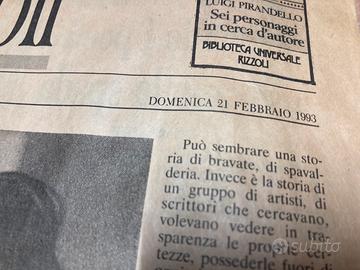 oli
LUIGI PIRANDELLO
Sei personaggi
in cerca d'autore
BIBLIOTECA UNIVERSALE
RIZZOLI
DOMENICA 21 FEBBRAIO 1993
Può sembrare una sto-
ria di bravate, di spaval-
deria. Invece è la storia di
un gruppo di artisti, di
scrittori che cercavano,
volevano vedere in tra-
sparenza le proprie cer-
tezze, possederle fuori di
subito